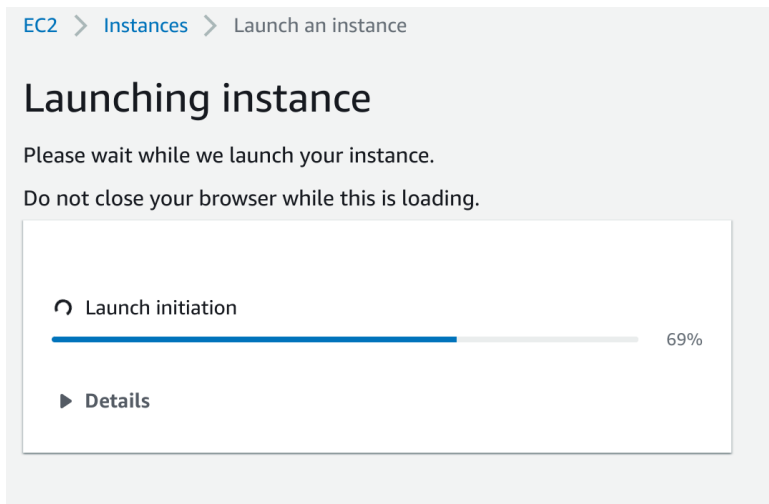 EC2 > Instances > Launch an instance
Launching instance
Please wait while we launch your instance.
Do not close your browser while this is loading.
Launch initiation
69%
Details